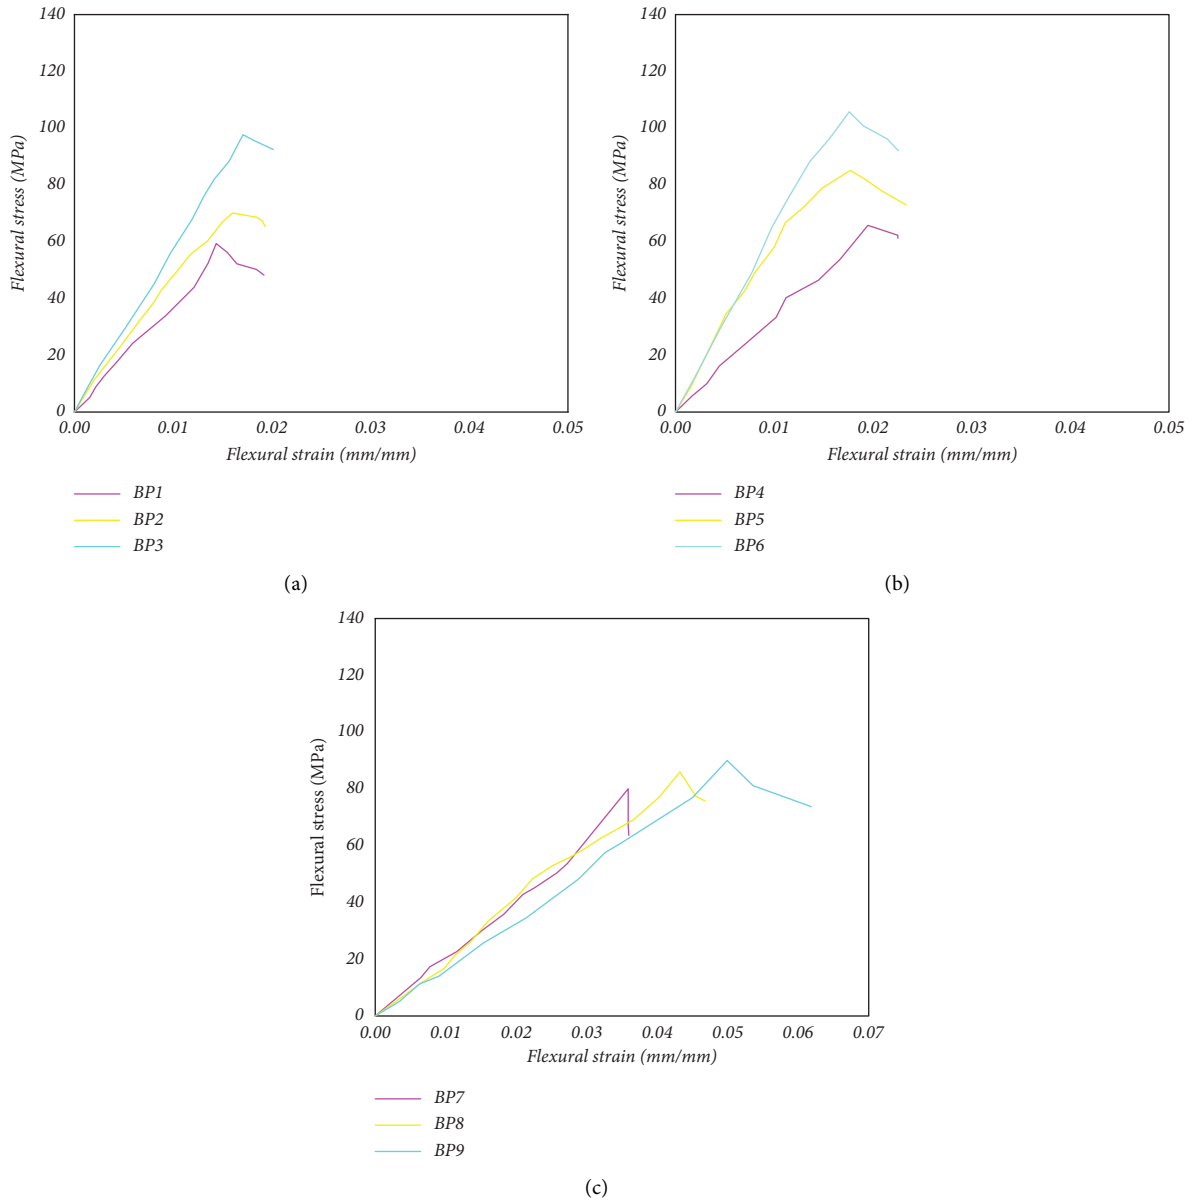 140
120
100
80
60
40
20
0
Flexural stress (MPa)
0.00 0.01 0.02 0.03 0.04 0.05
Flexural strain (mm/mm)
BP1
BP2
BP3
(a)
140
120
100
80
60
40
20
0
Flexural stress (MPa)
0.00 0.01 0.02 0.03 0.04 0.05
Flexural strain (mm/mm)
BP4
BP5
BP6
(b)
140
120
100
80
60
40
20
0
Flexural stress (MPa)
0.00 0.01 0.02 0.03 0.04 0.05 0.06 0.07
Flexural strain (mm/mm)
BP7
BP8
BP9
(c)